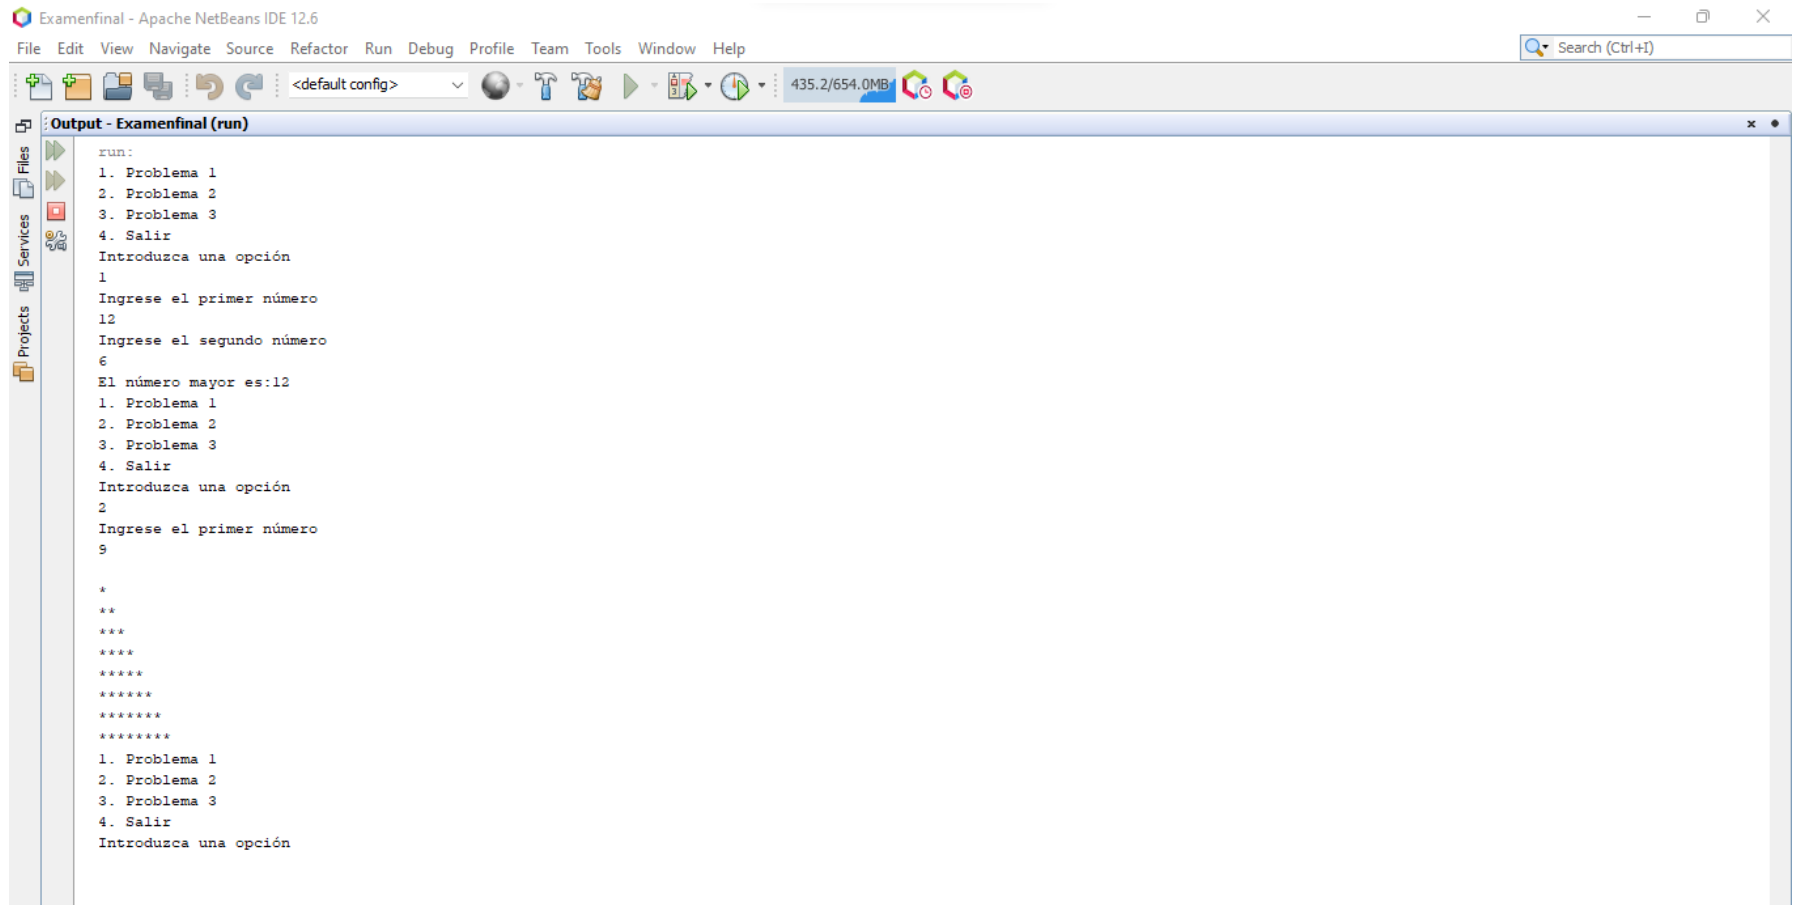 Examenfinal - Apache NetBeans IDE 12.6
File Edit View Navigate Source Refactor Run Debug Profile Team Tools Window Help
Search (Ctrl+I)
<default config>
435.2/654.0MB
Output - Examenfinal (run)
Files
Services
Projects
run:
1. Problema 1
2. Problema 2
3. Problema 3
4. Salir
Introduzca una opción
1
Ingrese el primer número
12
Ingrese el segundo número
6
El número mayor es:12
1. Problema 1
2. Problema 2
3. Problema 3
4. Salir
Introduzca una opción
2
Ingrese el primer número
9
*
**
***
****
*****
******
*******
********
1. Problema 1
2. Problema 2
3. Problema 3
4. Salir
Introduzca una opción